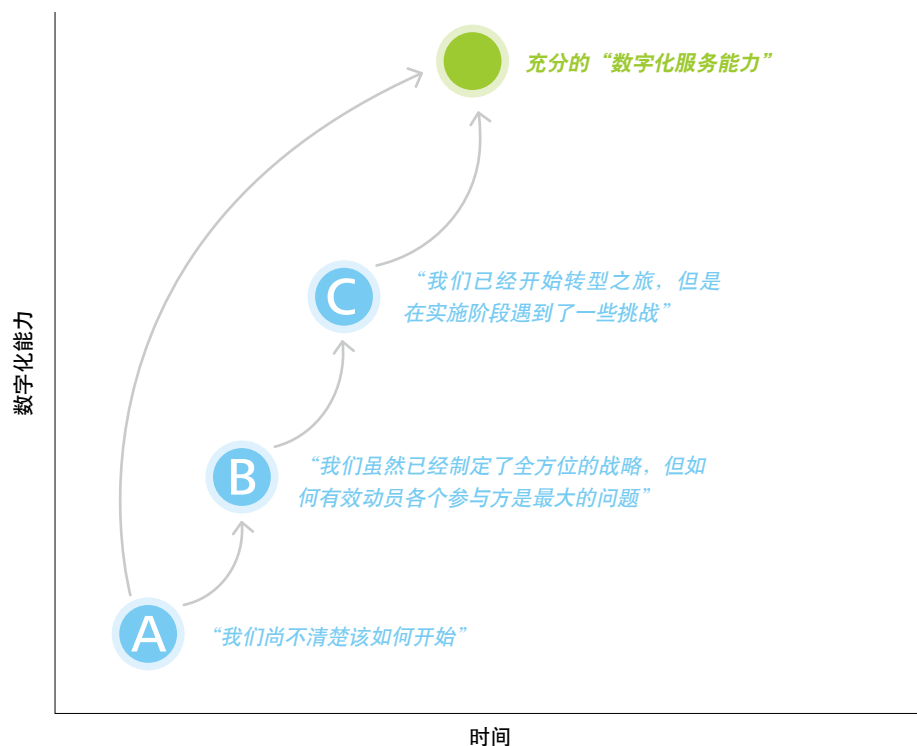 充分的“数字化服务能力”
C
“我们已经开始转型之旅，但是
在实施阶段遇到了一些挑战”
数字化能力
B
“我们虽然已经制定了全方位的战略，但如
何有效动员各个参与方是最大的问题”
A
“我们尚不清楚该如何开始”
时间